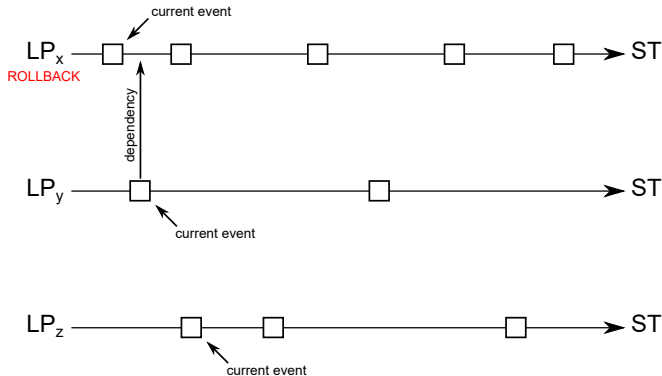 current event
LPx ST
ROLLBACK
dependency
LPy ST
current event
LPz ST
current event